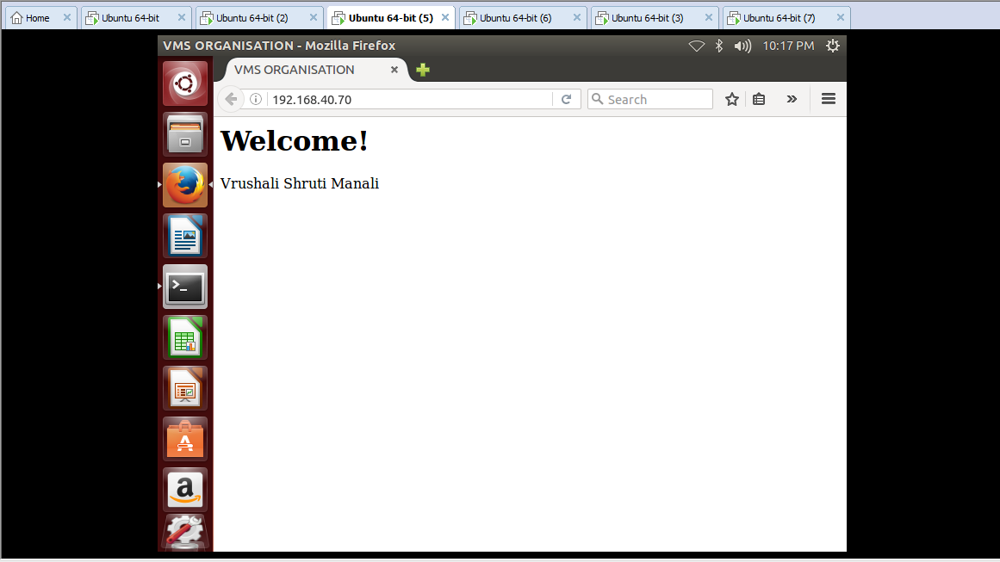 Home Ubuntu 64-bit Ubuntu 64-bit (2) Ubuntu 64-bit (5) Ubuntu 64-bit (6) Ubuntu 64-bit (3) Ubuntu 64-bit (7)
VMS ORGANISATION - Mozilla Firefox 10:17 PM
VMS ORGANISATION
192.168.40.70 Search
Welcome!
Vrushali Shruti Manali